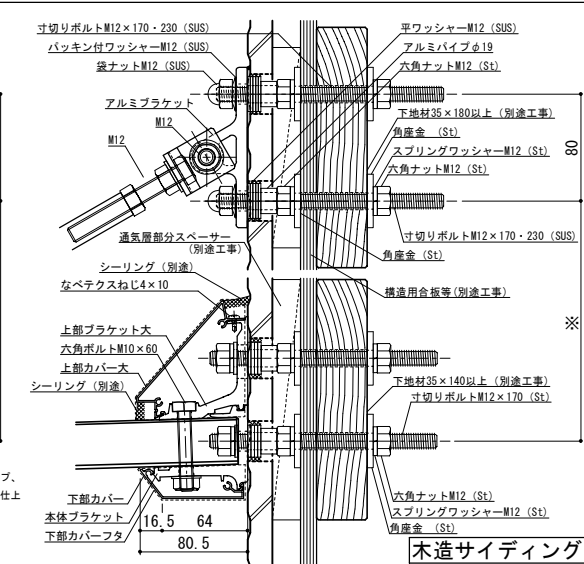 寸切りボルトM12×170・230 (SUS)
パッキン付ワッシャーM12 (SUS)
袋ナットM12 (SUS)
アルミブラケット
M12
M12
平ワッシャーM12 (SUS)
アルミパイプφ19
六角ナットM12 (St)
下地材35×180以上 (別途工事)
角座金 (St)
スプリングワッシャーM12 (St)
六角ナットM12 (St)
80
寸切りボルトM12×170・230 (SUS)
角座金 (St)
通気層部分スペーサー
(別途工事)
シーリング (別途)
なべテクスねじ4×10
構造用合板等(別途工事)
上部ブラケット大
六角ボルトM10×60
上部カバー大
シーリング (別途)
※
下地材35×140以上 (別途工事)
寸切りボルトM12×170 (St)
プ、
仕上
下部カバー
本体ブラケット
下部カバーフタ
16.5 64
80.5
六角ナットM12 (St)
スプリングワッシャーM12 (St)
角座金 (St)
木造サイディング